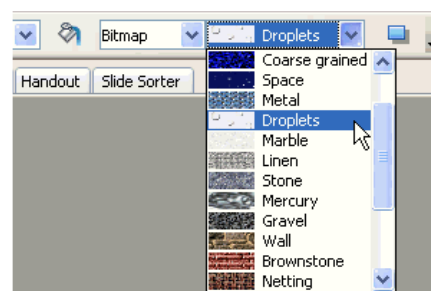 Bitmap Droplets
Handout Slide Sorter
Coarse grained
Space
Metal
Droplets
Marble
Linen
Stone
Mercury
Gravel
Wall
Brownstone
Netting